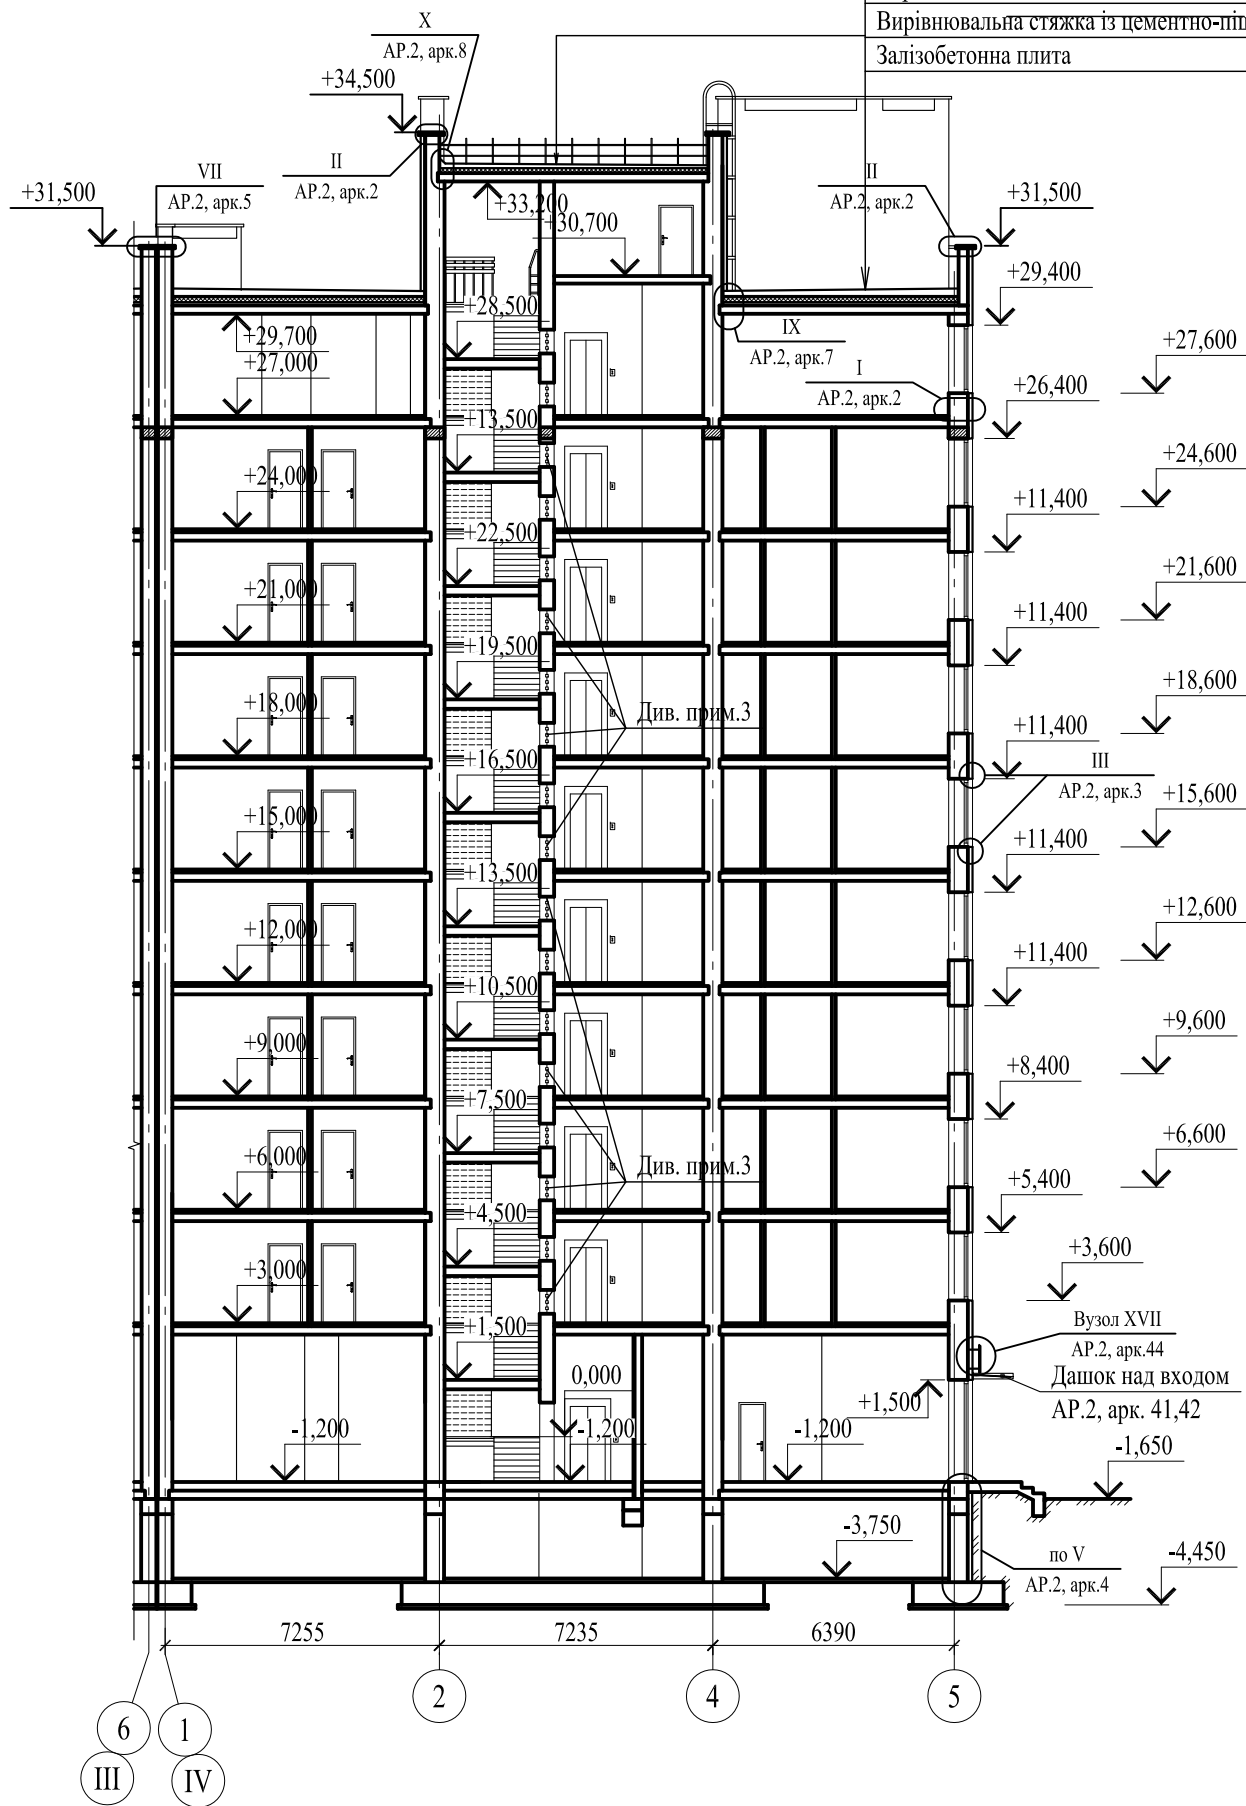 Вирівнювальна стяжка із цементно-піщ
Залізобетонна плита
X
АР.2, арк.8
+34,500
II
АР.2, арк.2
VII
АР.2, арк.5
+31,500
+33,200
+30,700
II
АР.2, арк.2
+31,500
+29,400
+28,500
+29,700
+27,000
IX
АР.2, арк.7
I
АР.2, арк.2
+27,600
+26,400
+13,500
+24,600
+24,000
+11,400
+22,500
+21,600
+21,000
+11,400
+19,500
+18,600
+18,000
Див. прим.3
+11,400
III
АР.2, арк.3
+16,500
+15,600
+15,000
+11,400
+13,500
+12,600
+12,000
+11,400
+10,500
+9,600
+9,000
+8,400
+7,500
+6,600
+6,000
Див. прим.3
+5,400
+4,500
+3,600
+3,000
+1,500
Вузол XVII
АР.2, арк.44
Дашок над входом
АР.2, арк. 41,42
0,000
+1,500
-1,200
-1,200
-1,200
-1,650
-3,750
по V
АР.2, арк.4
-4,450
7255
7235
6390
2
4
5
6
1
III
IV